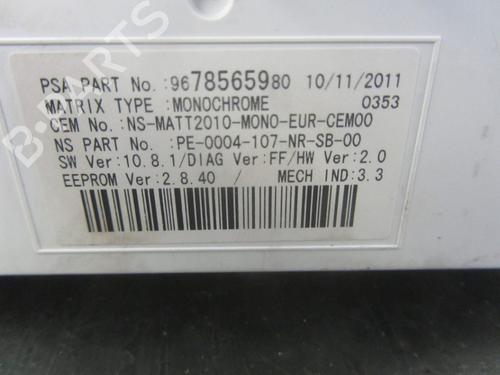 PSA PART No.:9678565980 10/11/2011
MATRIX TYPE :MONOCHROME 0353
CEM No.:NS-MATT2010-MONO-EUR-CEM00
NS PART No. :PE-0004-107-NR-SB-00
SW Ver:10.8.1/DIAG Ver:FF/HW Ver:2.0
EEPROM Ver:2.8.40 / MECH IND:3.3
B-PARTS